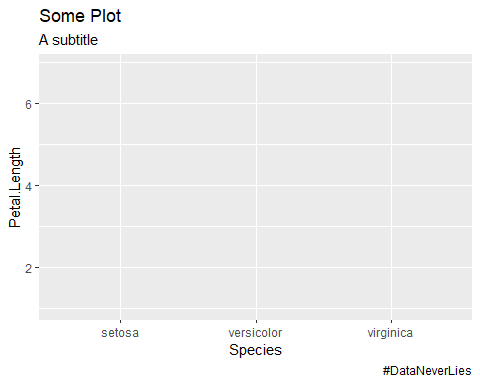 Some Plot
A subtitle
Petal.Length
6
4
2
setosa versicolor virginica
Species
#DataNeverLies